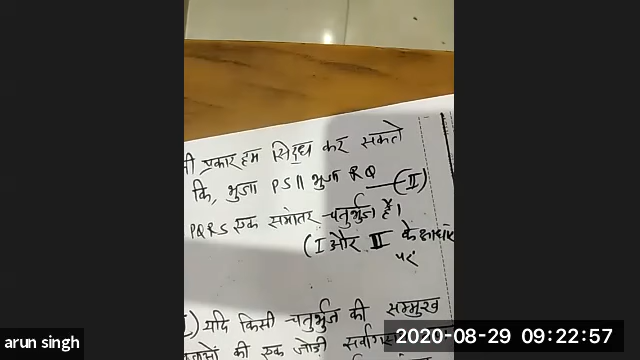 प्रकार हम सिद्ध कर सकते
कि, भुजा PS || भुजा RQ —(II)
PQRS एक समांतर चतुर्भुज है।
(I और II के आधार
पर
) यदि किसी चतुर्भुज की सम्मुख
की एक जोड़ी
arun singh
2020-08-29 09:22:57